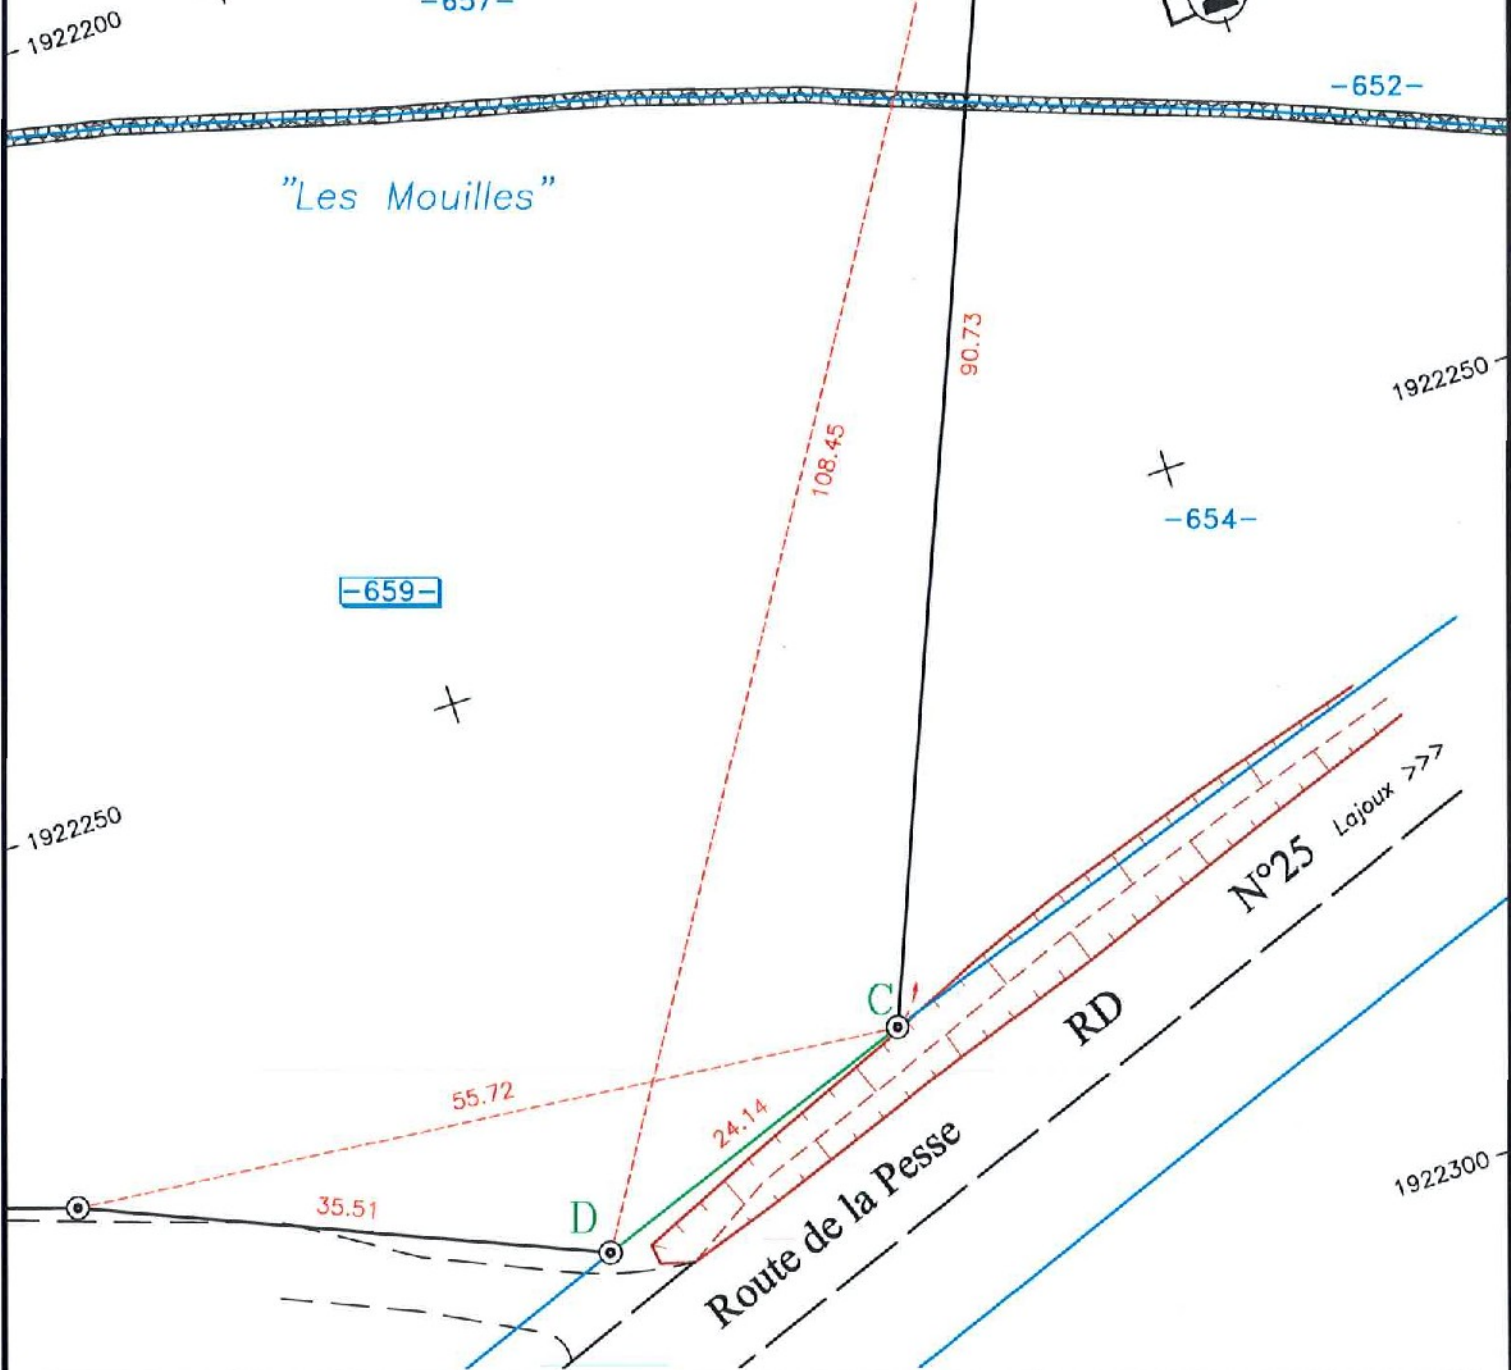 -657-
1922200
-652-
"Les Mouilles"
90.73
1922250
108.45
-654-
-659-
Lajoux >>>
1922250
N°25
C
RD
55.72
24.14
Route de la Pesse
1922300
35.51
D